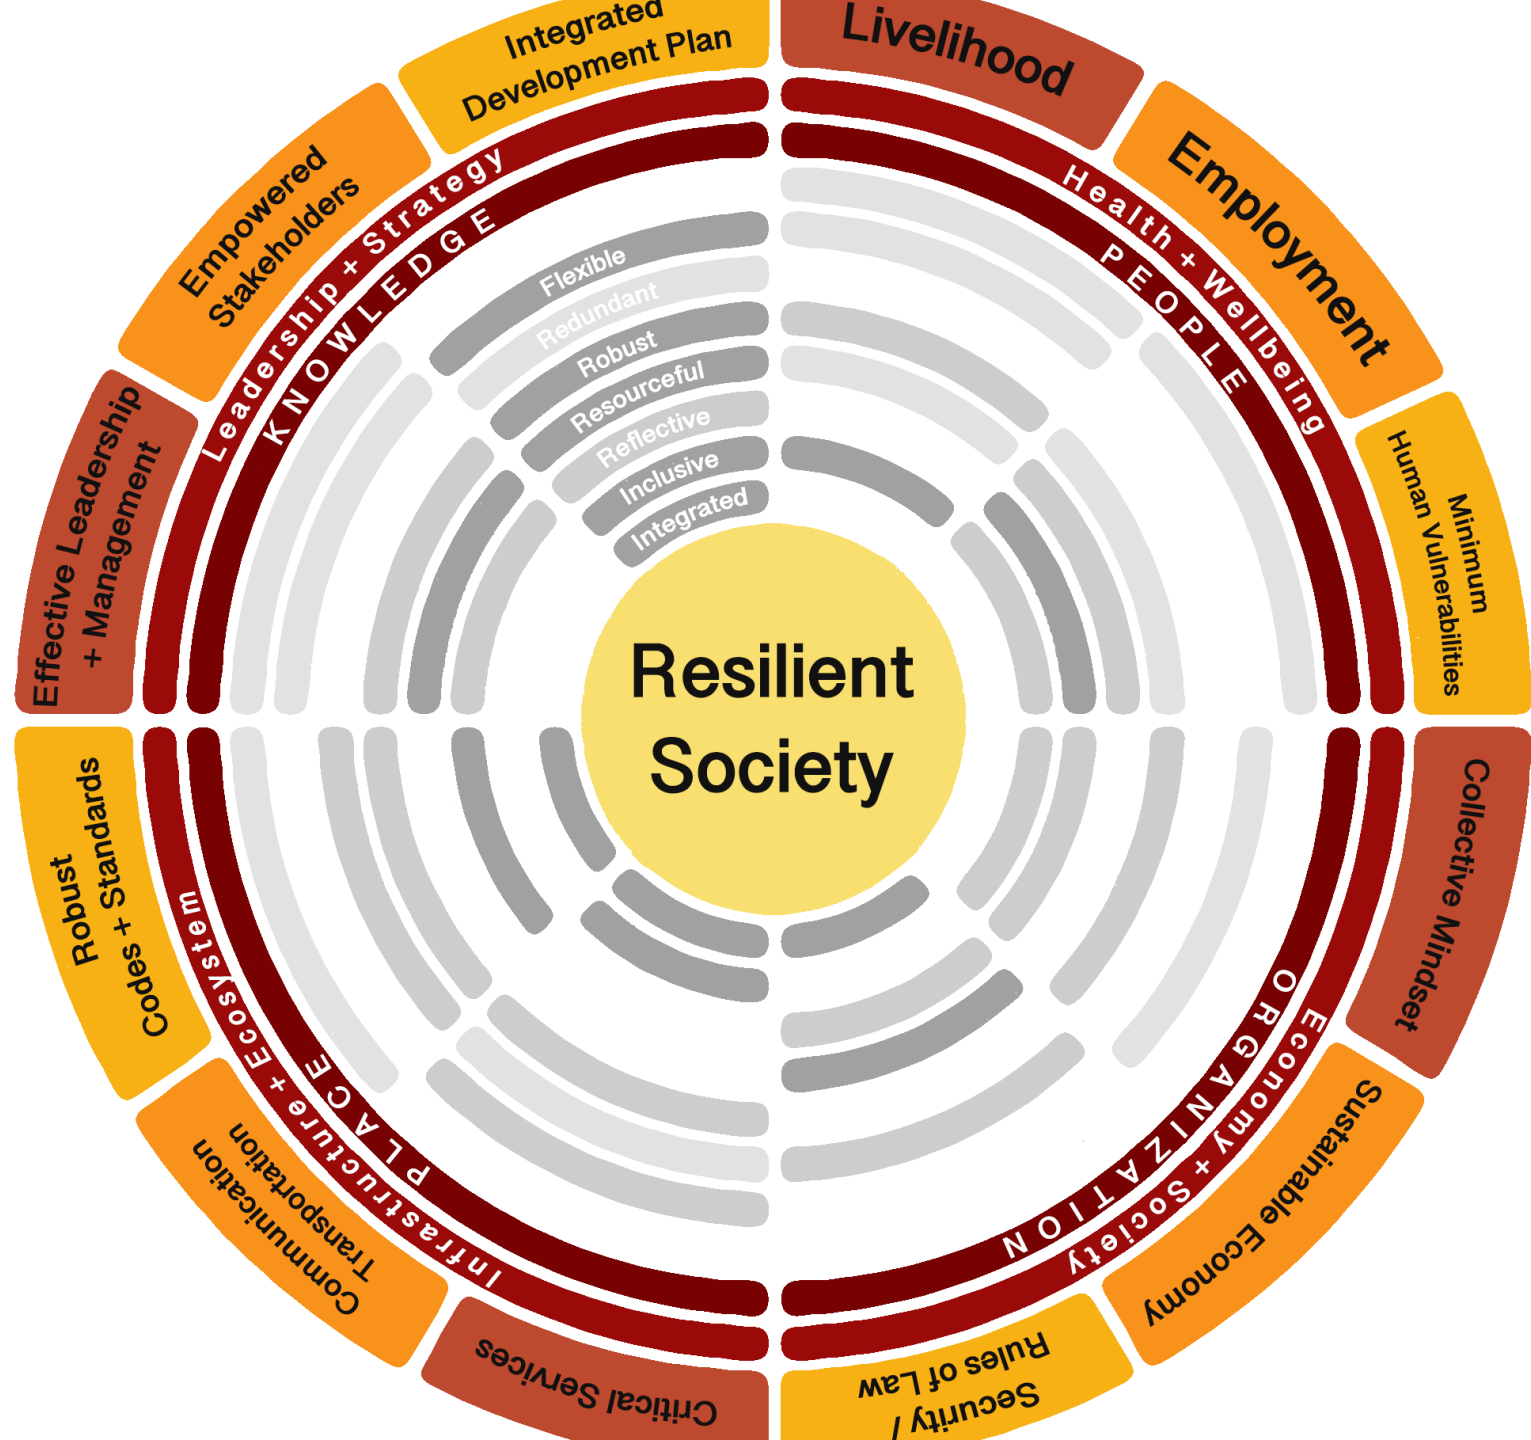 Integrated
Development Plan
Livelihood
Employment
Minimum
Human Vulnerabilities
Collective Mindset
Sustainable Economy
Security /
Rules of Law
Critical Services
Communication
Transportation
Robust
Codes + Standards
Effective Leadership
+ Management
Empowered
Stakeholders
Leadership + Strategy
KNOWLEDGE
Health + Wellbeing
PEOPLE
Economy + Society
ORGANIZATION
Infrastructure + Ecosystem
PLACE
Flexible
Redundant
Robust
Resourceful
Reflective
Inclusive
Integrated
Resilient
Society